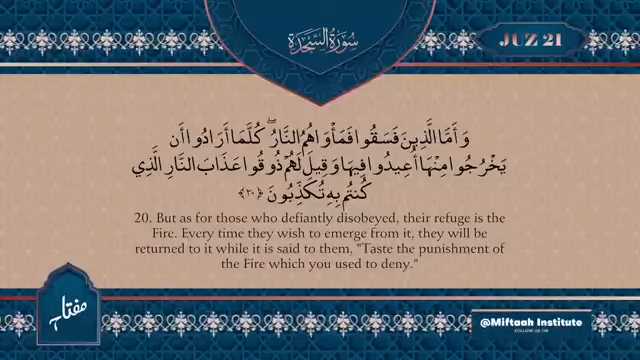 سُورَةُ السَّجْدَةِ
JUZ 21
وَأَمَّا الَّذِينَ فَسَقُوا فَمَأْوَاهُمُ النَّارُ ۖ كُلَّمَا أَرَادُوا أَن
يَخْرُجُوا مِنْهَا أُعِيدُوا فِيهَا وَقِيلَ لَهُمْ ذُوقُوا عَذَابَ النَّارِ الَّذِي
كُنتُم بِهِ تُكَذِّبُونَ ﴿٢٠﴾
20. But as for those who defiantly disobeyed, their refuge is the
Fire. Every time they wish to emerge from it, they will be
returned to it while it is said to them, "Taste the punishment of
the Fire which you used to deny."
مفتاح
@Miftaah Institute
FOLLOW US ON